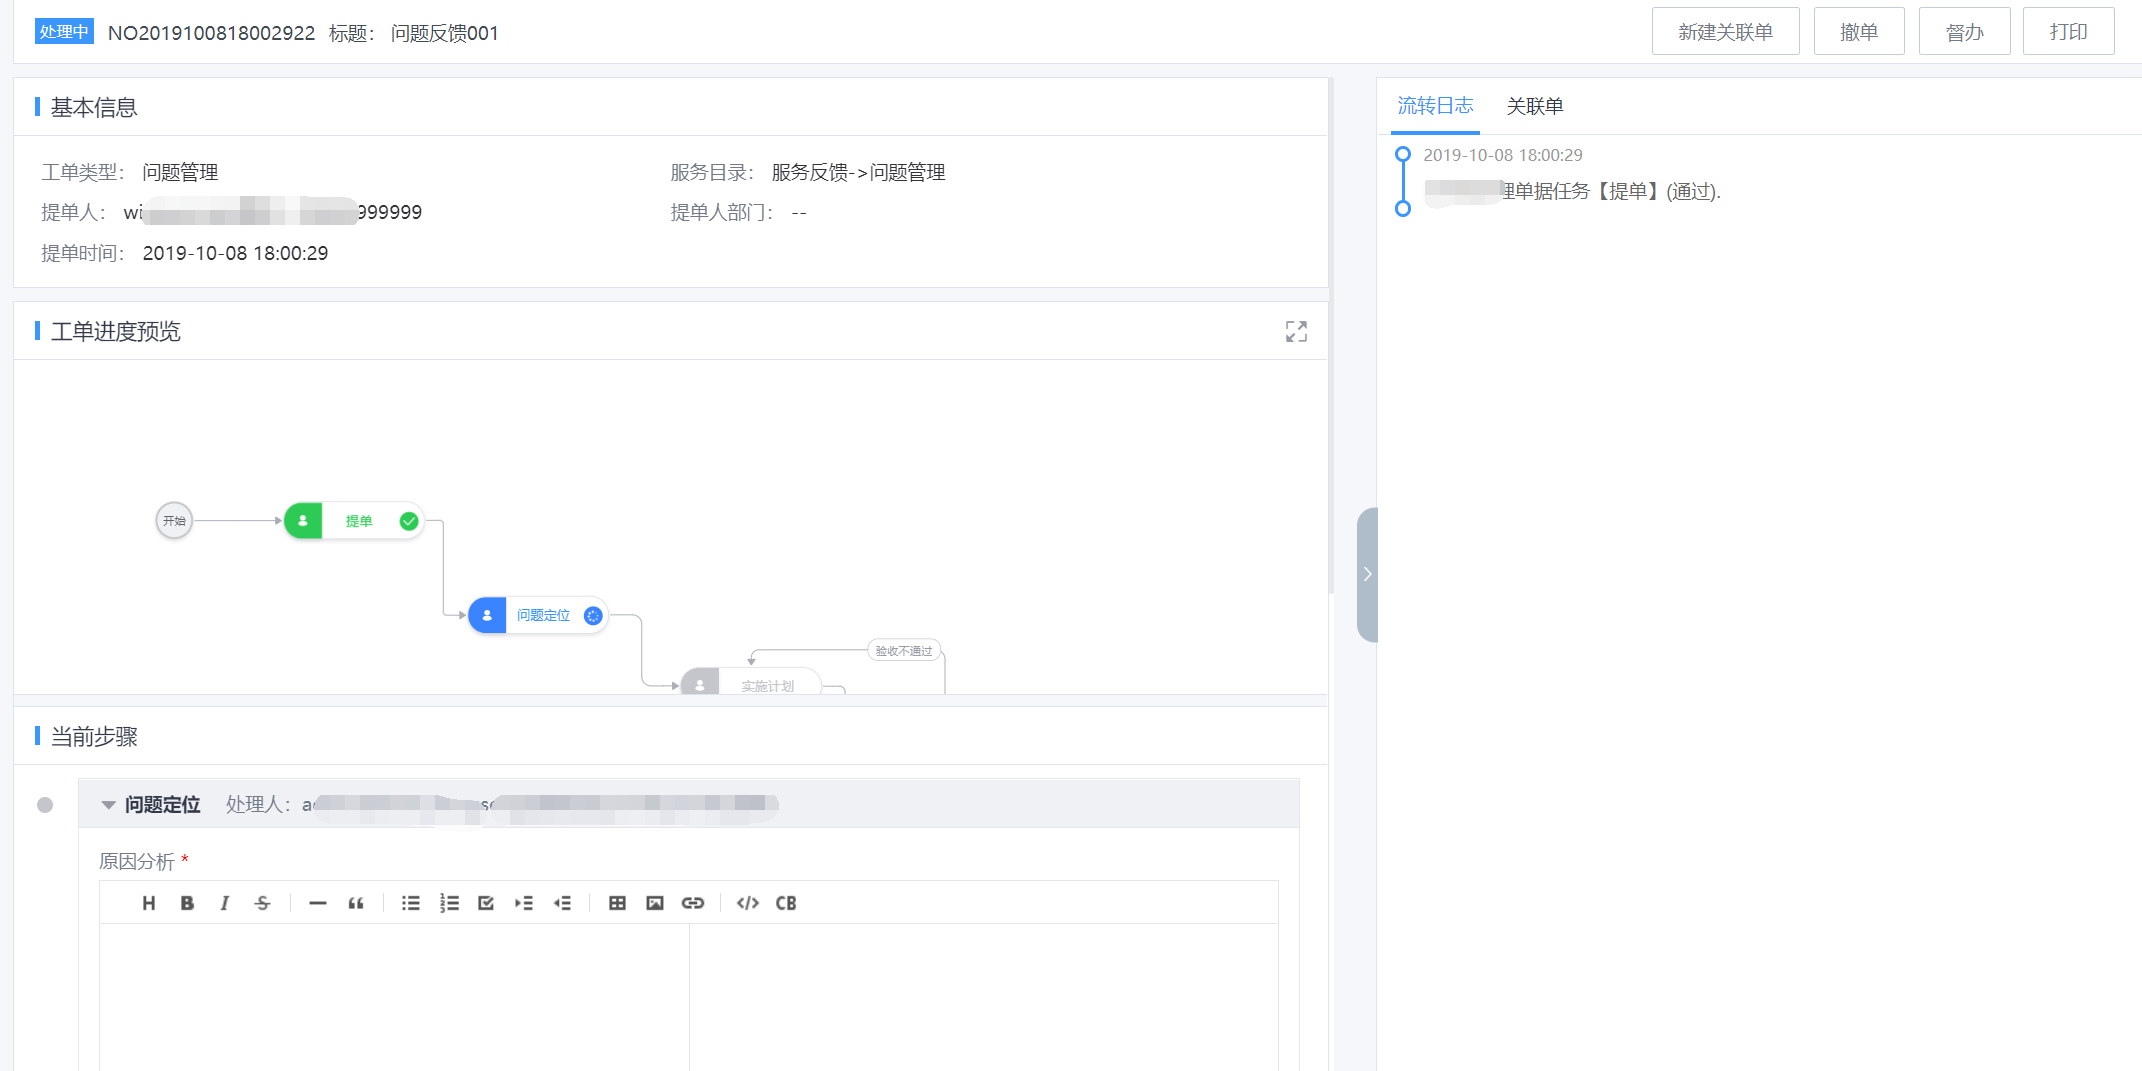 处理中 NO2019100818002922 标题： 问题反馈001
新建关联单 撤单 督办 打印
基本信息
工单类型： 问题管理 服务目录： 服务反馈->问题管理
提单人： wi 999999 提单人部门： --
提单时间： 2019-10-08 18:00:29
工单进度预览
开始
提单
问题定位
验收不通过
实施计划
当前步骤
问题定位 处理人：
原因分析 *
H B I S — “ </> CB
流转日志 关联单
2019-10-08 18:00:29
理单据任务【提单】(通过).